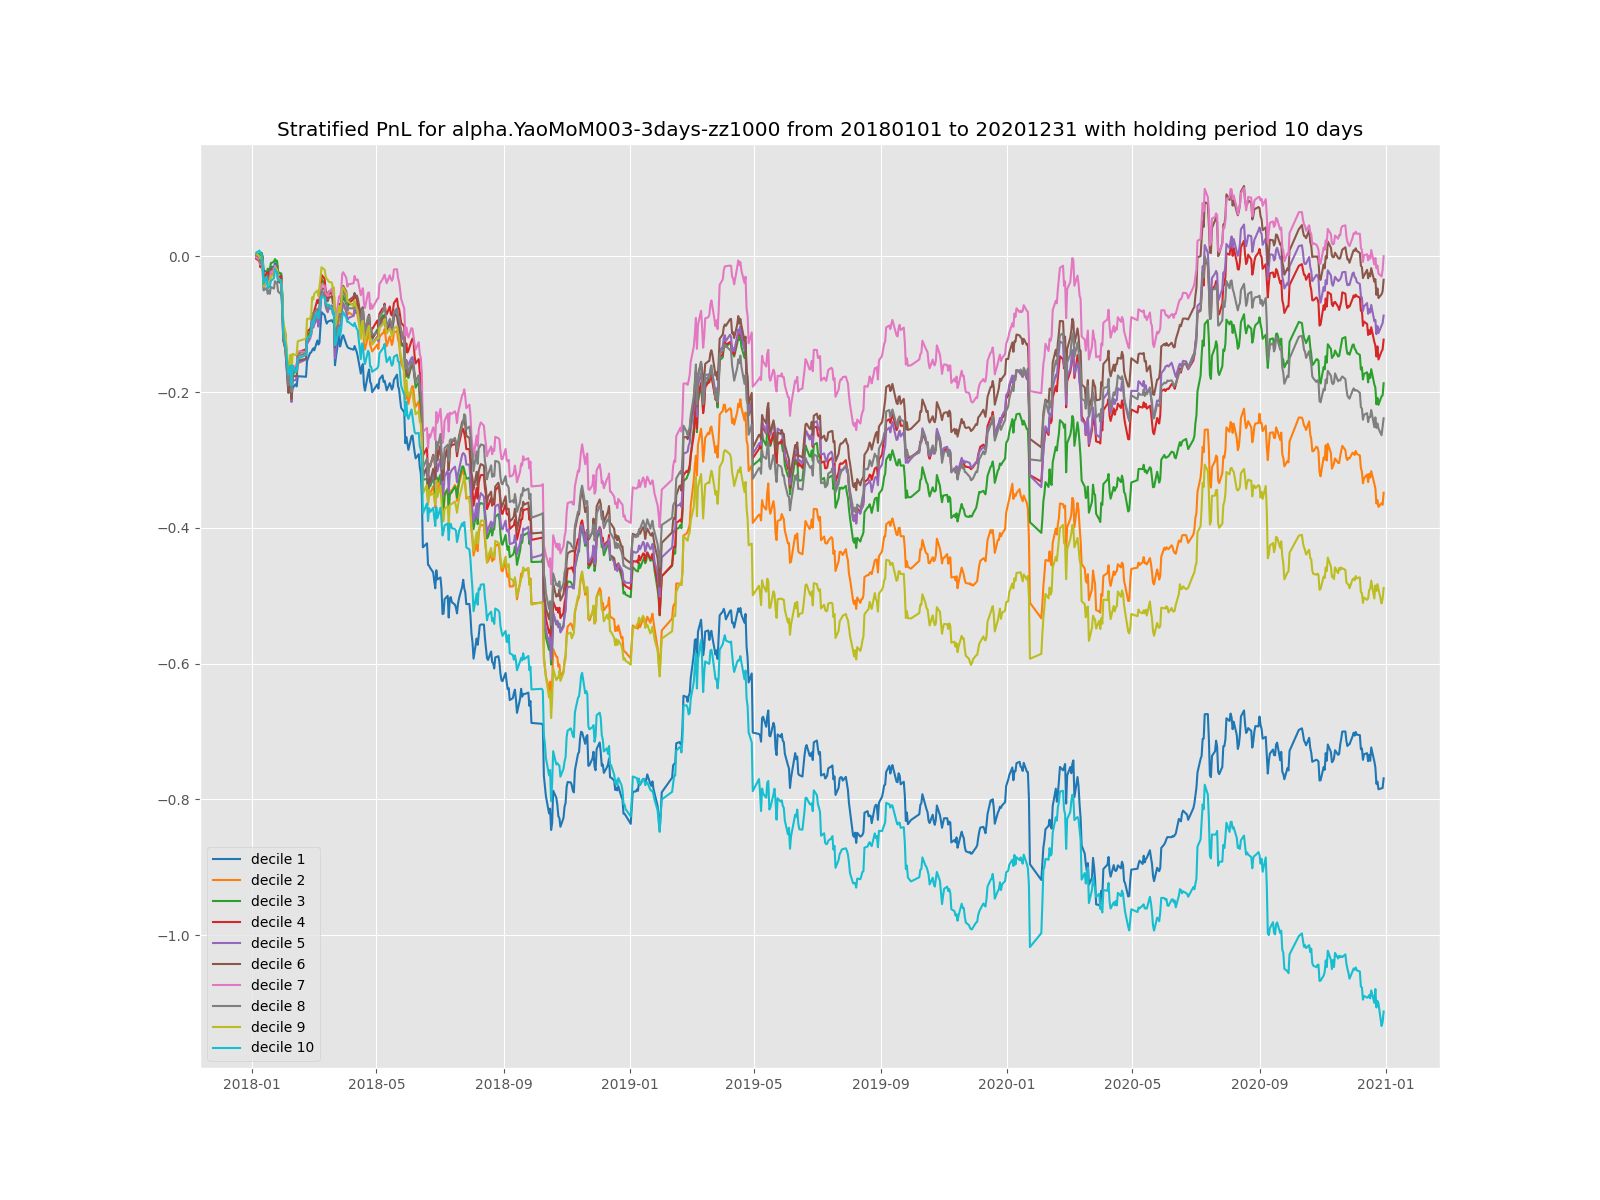 Stratified PnL for alpha.YaoMoM003-3days-zz1000 from 20180101 to 20201231 with holding period 10 days
0.0
−0.2
−0.4
−0.6
−0.8
−1.0
decile 1
decile 2
decile 3
decile 4
decile 5
decile 6
decile 7
decile 8
decile 9
decile 10
2018-01 2018-05 2018-09 2019-01 2019-05 2019-09 2020-01 2020-05 2020-09 2021-01